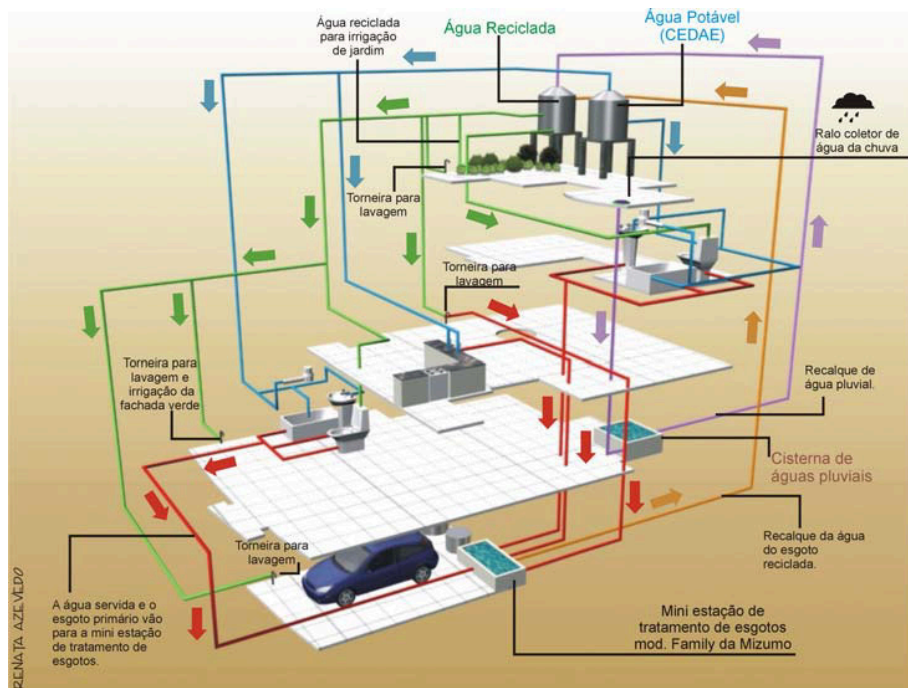 Água reciclada
para irrigação
de jardim
Água Reciclada
Água Potável
(CEDAE)
Ralo coletor de
água da chuva
Torneira para
lavagem
Torneira para
lavagem
Torneira para
lavagem e
irrigação da
fachada verde
Recalque de
água pluvial.
Cisterna de
águas pluviais
Recalque da água
do esgoto
reciclada.
Torneira para
lavagem
A água servida e o
esgoto primário vão
para a mini estação
de tratamento de
esgotos.
Mini estação de
tratamento de esgotos
mod. Family da Mizumo
RENATA AZEVEDO